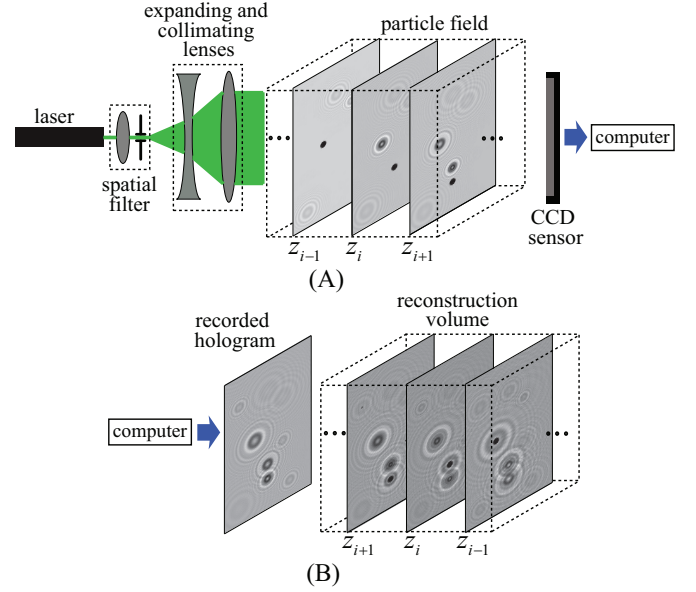 expanding and
collimating
lenses
particle field
laser
computer
spatial
filter
CCD
sensor
z_{i-1}
z_i
z_{i+1}
(A)
recorded
hologram
reconstruction
volume
computer
z_{i+1}
z_i
z_{i-1}
(B)